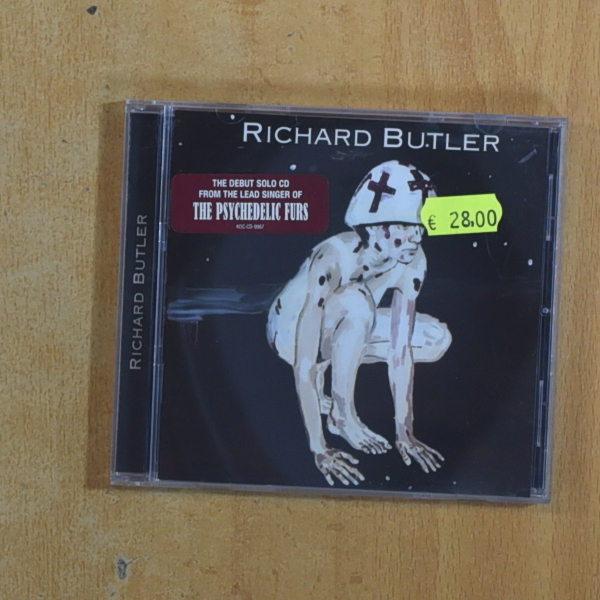 RICHARD BUTLER
RICHARD BUTLER
THE DEBUT SOLO CD
FROM THE LEAD SINGER OF
THE PSYCHEDELIC FURS
€ 28.00